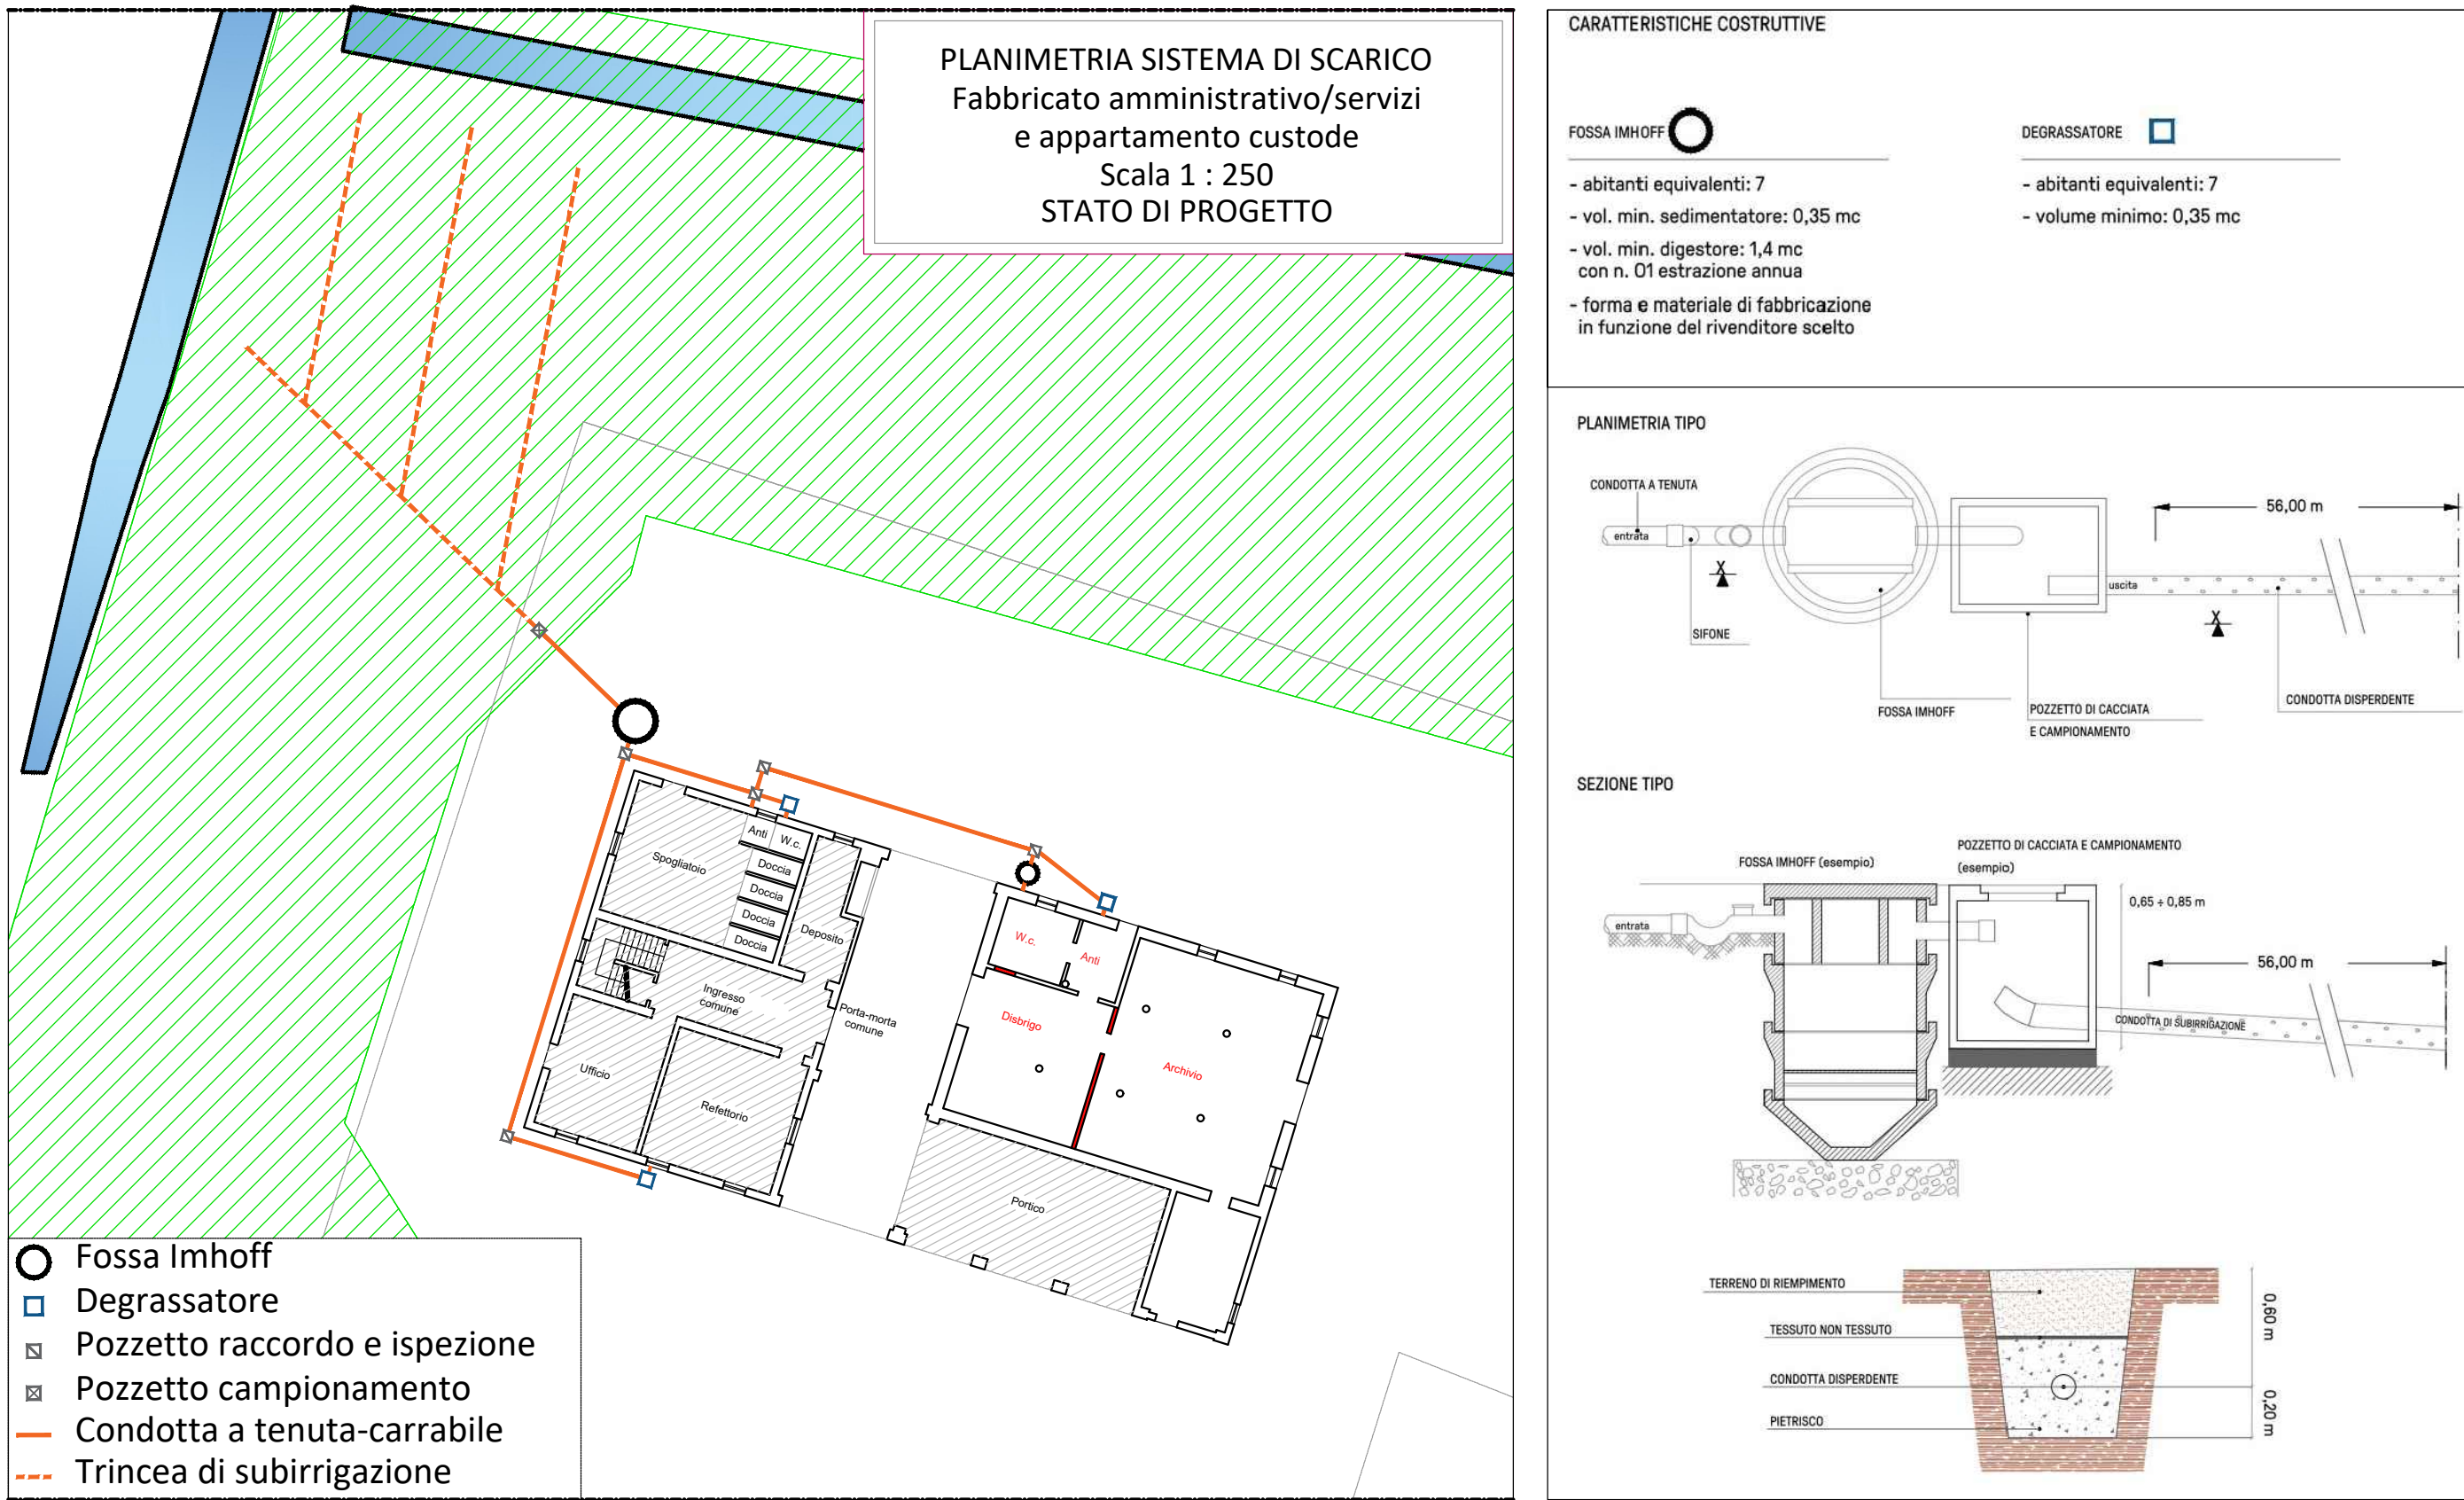 PLANIMETRIA SISTEMA DI SCARICO
Fabbricato amministrativo/servizi
e appartamento custode
Scala 1 : 250
STATO DI PROGETTO
Anti
W.c.
Spogliatoio
Doccia
Doccia
Doccia
Doccia
Deposito
Ingresso
comune
Porta-morta
comune
Ufficio
Refettorio
W.c.
Anti
Disbrigo
Archivio
Portico
Fossa Imhoff
Degrassatore
Pozzetto raccordo e ispezione
Pozzetto campionamento
Condotta a tenuta-carrabile
Trincea di subirrigazione
CARATTERISTICHE COSTRUTTIVE
FOSSA IMHOFF
- abitanti equivalenti: 7
- vol. min. sedimentatore: 0,35 mc
- vol. min. digestore: 1,4 mc
con n. 01 estrazione annua
- forma e materiale di fabbricazione
in funzione del rivenditore scelto
DEGRASSATORE
- abitanti equivalenti: 7
- volume minimo: 0,35 mc
PLANIMETRIA TIPO
CONDOTTA A TENUTA
entrata
56,00 m
X
uscita
X
SIFONE
FOSSA IMHOFF
POZZETTO DI CACCIATA
E CAMPIONAMENTO
CONDOTTA DISPERDENTE
SEZIONE TIPO
FOSSA IMHOFF (esempio)
POZZETTO DI CACCIATA E CAMPIONAMENTO
(esempio)
0,65 ÷ 0,85 m
entrata
56,00 m
CONDOTTA DI SUBIRRIGAZIONE
TERRENO DI RIEMPIMENTO
TESSUTO NON TESSUTO
CONDOTTA DISPERDENTE
PIETRISCO
0,60 m
0,20 m